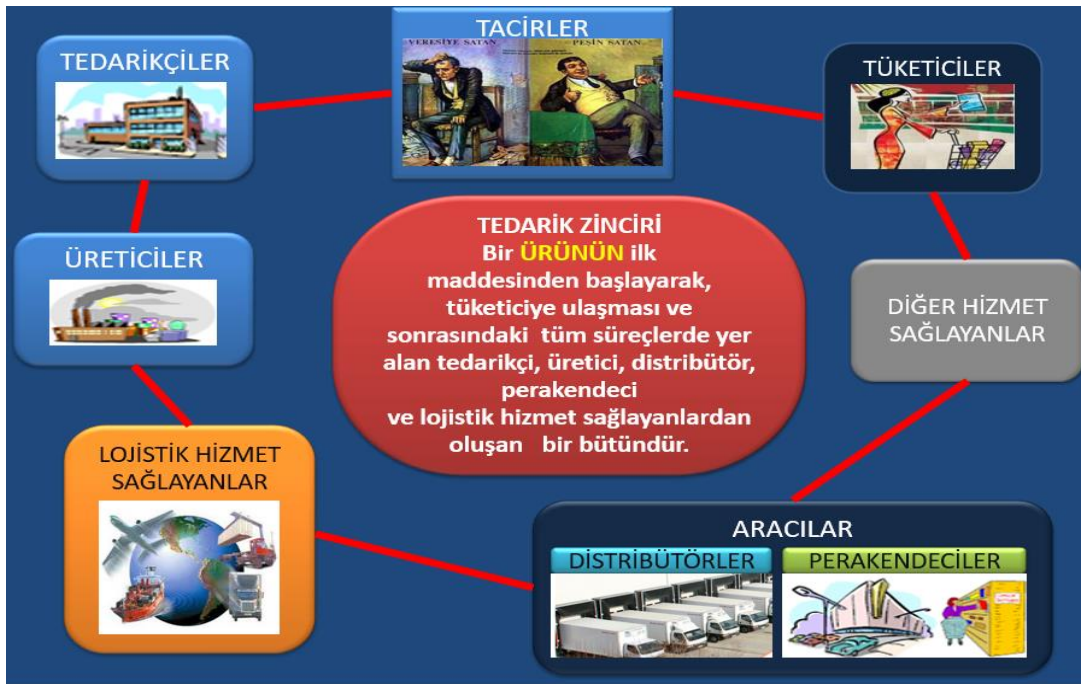 TACİRLER
VERESİYE SATAN
PEŞİN SATAN
TEDARİKÇİLER
TÜKETİCİLER
ÜRETİCİLER
TEDARİK ZİNCİRİ
Bir ÜRÜNÜN ilk
maddesinden başlayarak,
tüketiciye ulaşması ve
sonrasındaki tüm süreçlerde yer
alan tedarikçi, üretici, distribütör,
perakendeci
ve lojistik hizmet sağlayanlardan
oluşan bir bütündür.
DİĞER HİZMET
SAĞLAYANLAR
LOJİSTİK HİZMET
SAĞLAYANLAR
ARACILAR
DİSTRİBÜTÖRLER
PERAKENDECİLER